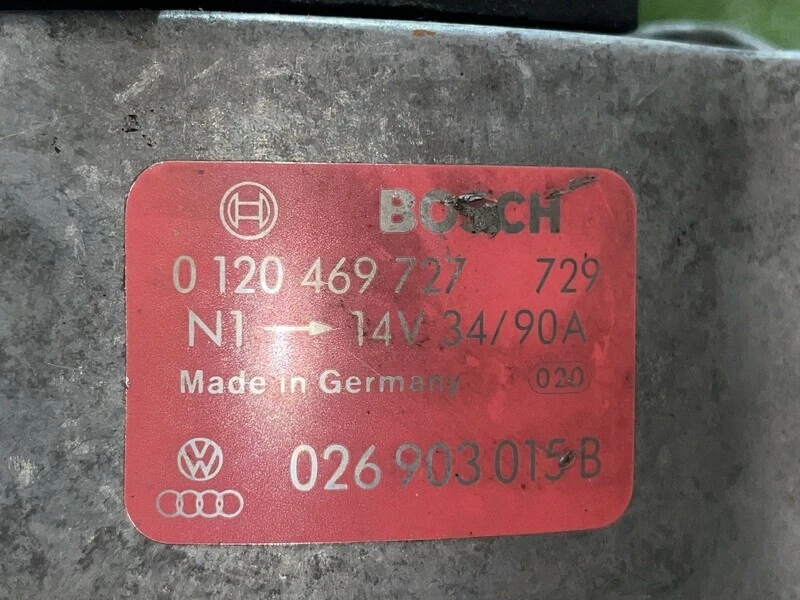 BOSCH
0 120 469 727 729
N1 → 14V 34/90A
Made in Germany 020
026 903 015 B